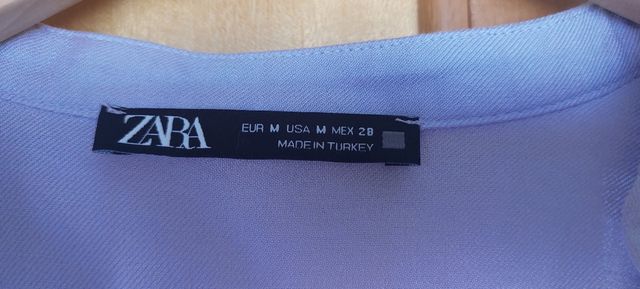 ZARA
EUR M USA M MEX 28
MADE IN TURKEY